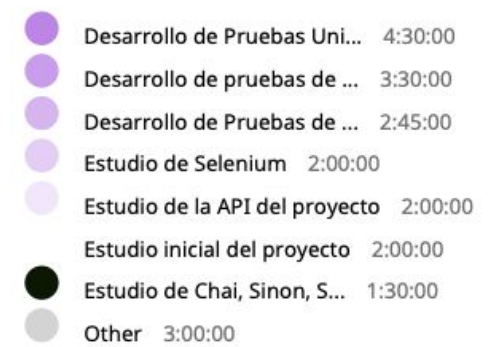 Desarrollo de Pruebas Uni... 4:30:00
Desarrollo de pruebas de ... 3:30:00
Desarrollo de Pruebas de ... 2:45:00
Estudio de Selenium 2:00:00
Estudio de la API del proyecto 2:00:00
Estudio inicial del proyecto 2:00:00
Estudio de Chai, Sinon, S... 1:30:00
Other 3:00:00